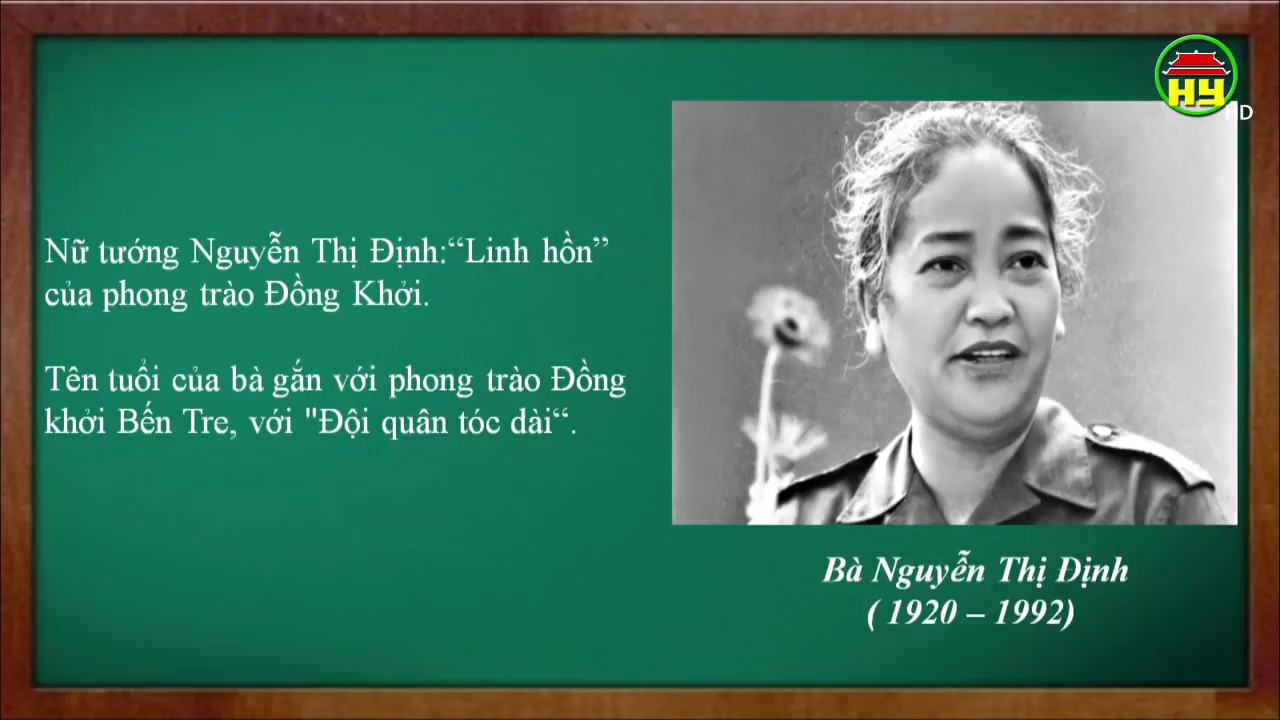 HY
HD
Nữ tướng Nguyễn Thị Định:“Linh hồn”
của phong trào Đồng Khởi.
Tên tuổi của bà gắn với phong trào Đồng
khởi Bến Tre, với "Đội quân tóc dài“.
Bà Nguyễn Thị Định
( 1920 – 1992)